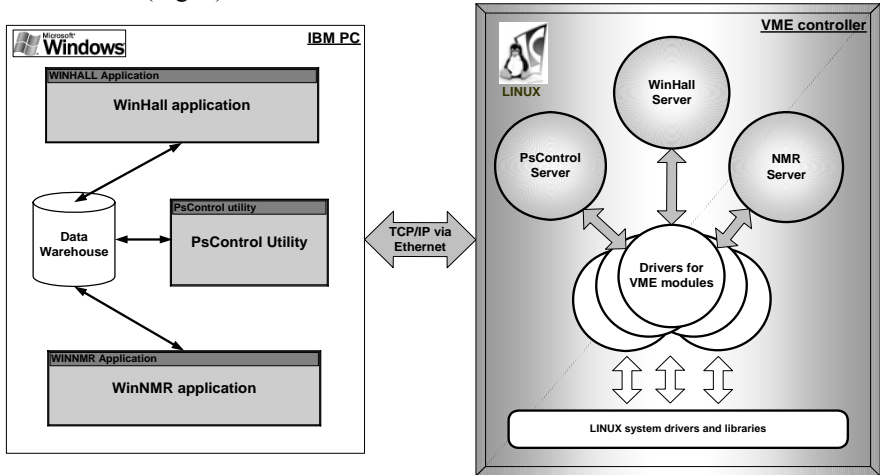 Microsoft
Windows
IBM PC
WINHALL Application
WinHall application
PsControl utility
PsControl Utility
Data
Warehouse
WINNMR Application
WinNMR application
TCP/IP via
Ethernet
VME controller
LINUX
WinHall
Server
PsControl
Server
NMR
Server
Drivers for
VME modules
LINUX system drivers and libraries